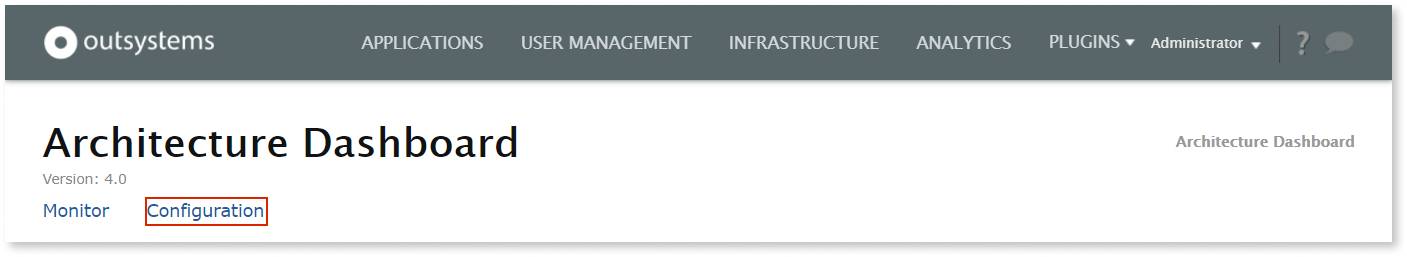 outsystems APPLICATIONS USER MANAGEMENT INFRASTRUCTURE ANALYTICS PLUGINS Administrator ?
Architecture Dashboard Architecture Dashboard
Version: 4.0
Monitor Configuration